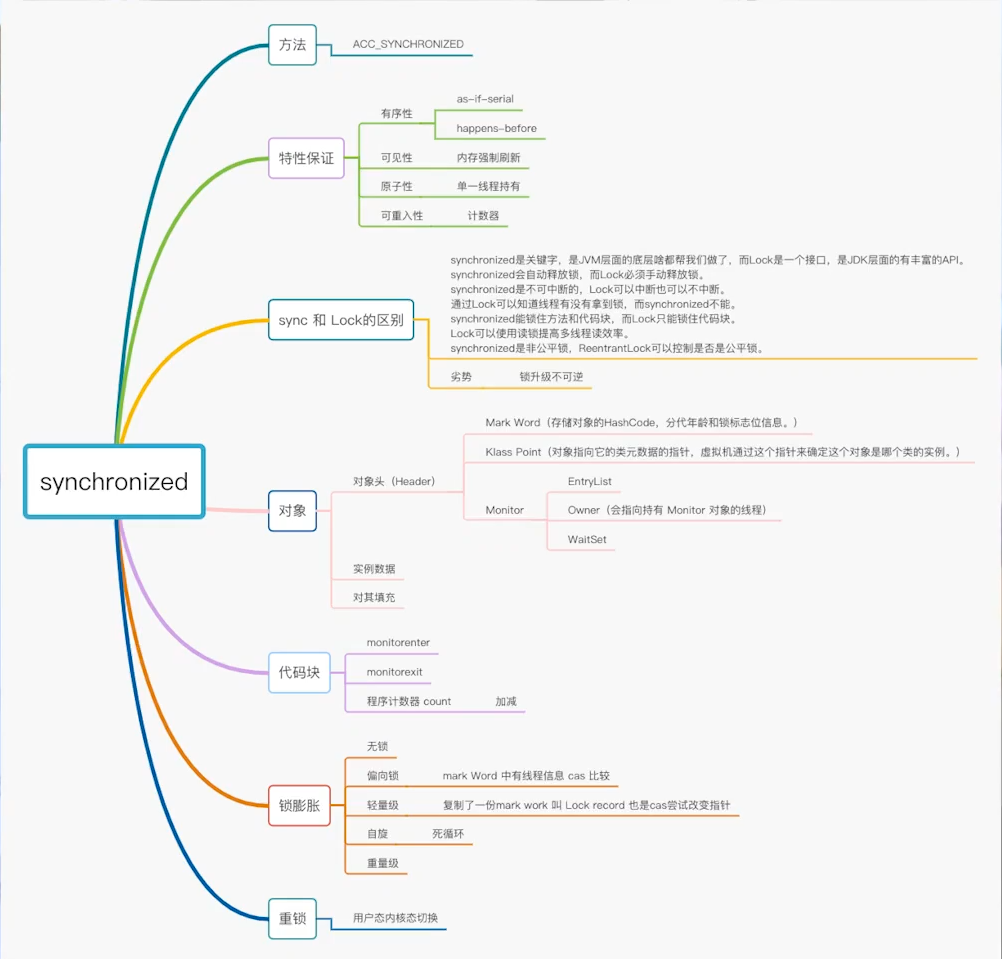 方法
ACC_SYNCHRONIZED
特性保证
有序性
as-if-serial
happens-before
可见性 内存强制刷新
原子性 单一线程持有
可重入性 计数器
sync 和 Lock的区别
synchronized是关键字，是JVM层面的底层啥都帮我们做了，而Lock是一个接口，是JDK层面的有丰富的API。
synchronized会自动释放锁，而Lock必须手动释放锁。
synchronized是不可中断的，Lock可以中断也可以不中断。
通过Lock可以知道线程有没有拿到锁，而synchronized不能。
synchronized能锁住方法和代码块，而Lock只能锁住代码块。
Lock可以使用读锁提高多线程读效率。
synchronized是非公平锁，ReentrantLock可以控制是否是公平锁。
劣势 锁升级不可逆
synchronized
对象
对象头（Header）
Mark Word（存储对象的HashCode，分代年龄和锁标志位信息。）
Klass Point（对象指向它的类元数据的指针，虚拟机通过这个指针来确定这个对象是哪个类的实例。）
Monitor
EntryList
Owner（会指向持有 Monitor 对象的线程）
WaitSet
实例数据
对其填充
代码块
monitorenter
monitorexit
程序计数器 count 加减
锁膨胀
无锁
偏向锁 mark Word 中有线程信息 cas 比较
轻量级 复制了一份mark work 叫 Lock record 也是cas尝试改变指针
自旋 死循环
重量级
重锁
用户态内核态切换